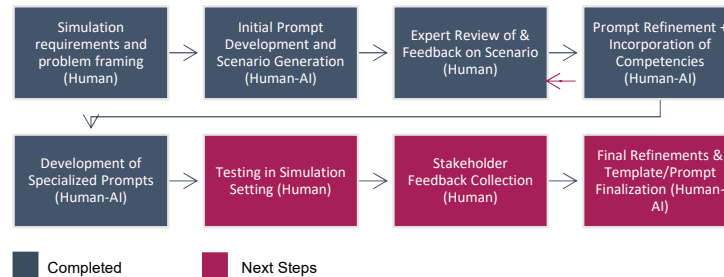 Simulation
requirements and
problem framing
(Human)
Initial Prompt
Development and
Scenario Generation
(Human-AI)
Expert Review of &
Feedback on Scenario
(Human)
Prompt Refinement +
Incorporation of
Competencies
(Human-AI)
Development of
Specialized Prompts
(Human-AI)
Testing in Simulation
Setting (Human)
Stakeholder
Feedback Collection
(Human)
Final Refinements &
Template/Prompt
Finalization (Human-
AI)
Completed
Next Steps